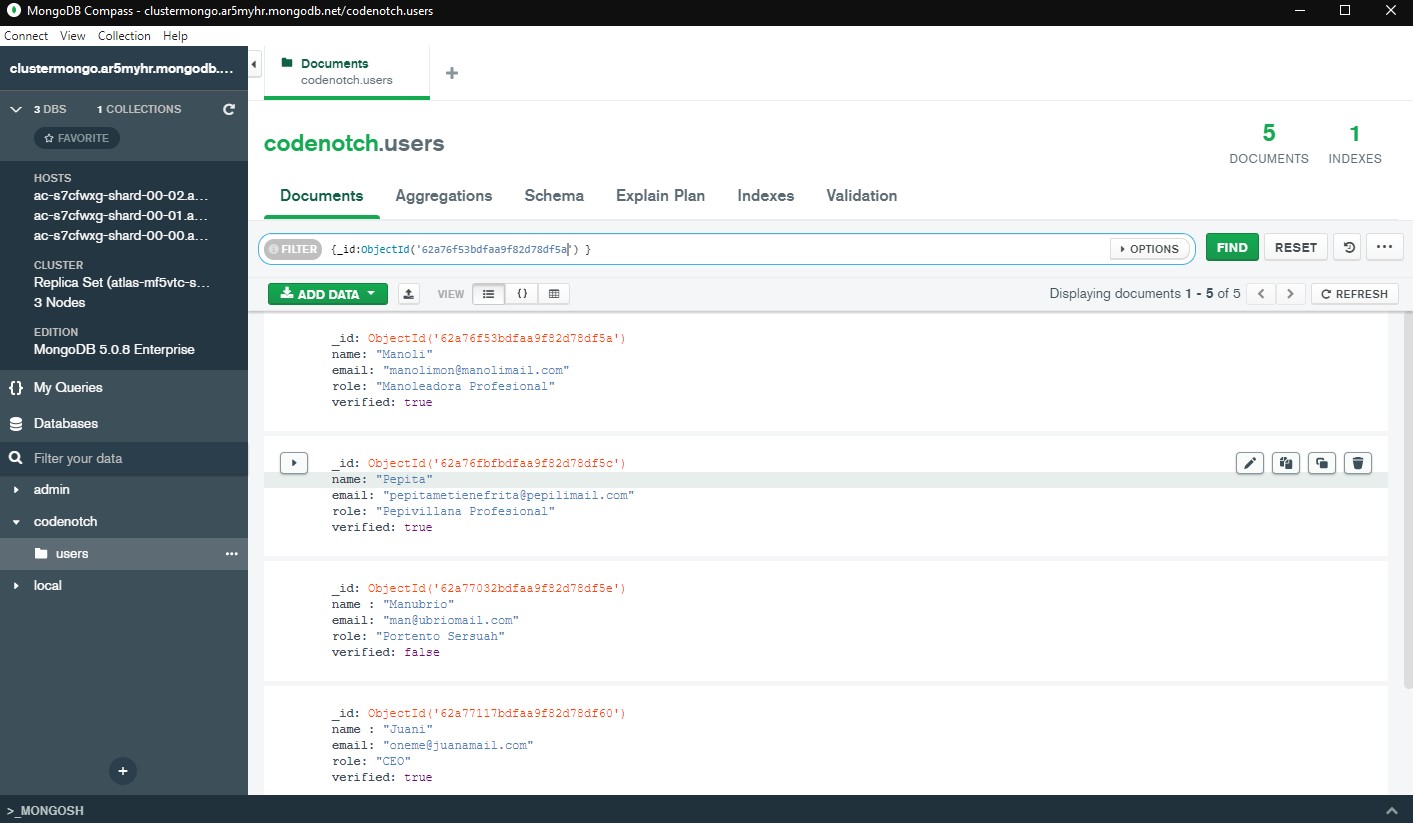 MongoDB Compass - clustermongo.ar5myhr.mongodb.net/codenotch.users
Connect View Collection Help
clustermongo.ar5myhr.mongodb....
Documents
codenotch.users
3 DBS 1 COLLECTIONS
FAVORITE
HOSTS
ac-s7cfwxg-shard-00-02.a...
ac-s7cfwxg-shard-00-01.a...
ac-s7cfwxg-shard-00-00.a...
CLUSTER
Replica Set (atlas-mf5vtc-s...
3 Nodes
EDITION
MongoDB 5.0.8 Enterprise
{} My Queries
Databases
Filter your data
admin
codenotch
users
local
>_MONGOSH
codenotch.users
5 DOCUMENTS
1 INDEXES
Documents Aggregations Schema Explain Plan Indexes Validation
FILTER {_id:ObjectId('62a76f53bdfaa9f82d78df5a') } OPTIONS FIND RESET
ADD DATA VIEW {} Displaying documents 1 - 5 of 5 REFRESH
_id: ObjectId('62a76f53bdfaa9f82d78df5a')
name: "Manoli"
email: "manolimon@manolimail.com"
role: "Manoleadora Profesional"
verified: true
_id: ObjectId('62a76fbfbdfaa9f82d78df5c')
name: "Pepita"
email: "pepitametienefrita@pepilimail.com"
role: "Pepivillana Profesional"
verified: true
_id: ObjectId('62a77032bdfaa9f82d78df5e')
name : "Manubrio"
email: "man@ubriomail.com"
role: "Portento Sersuah"
verified: false
_id: ObjectId('62a77117bdfaa9f82d78df60')
name : "Juani"
email: "oneme@juanamail.com"
role: "CEO"
verified: true